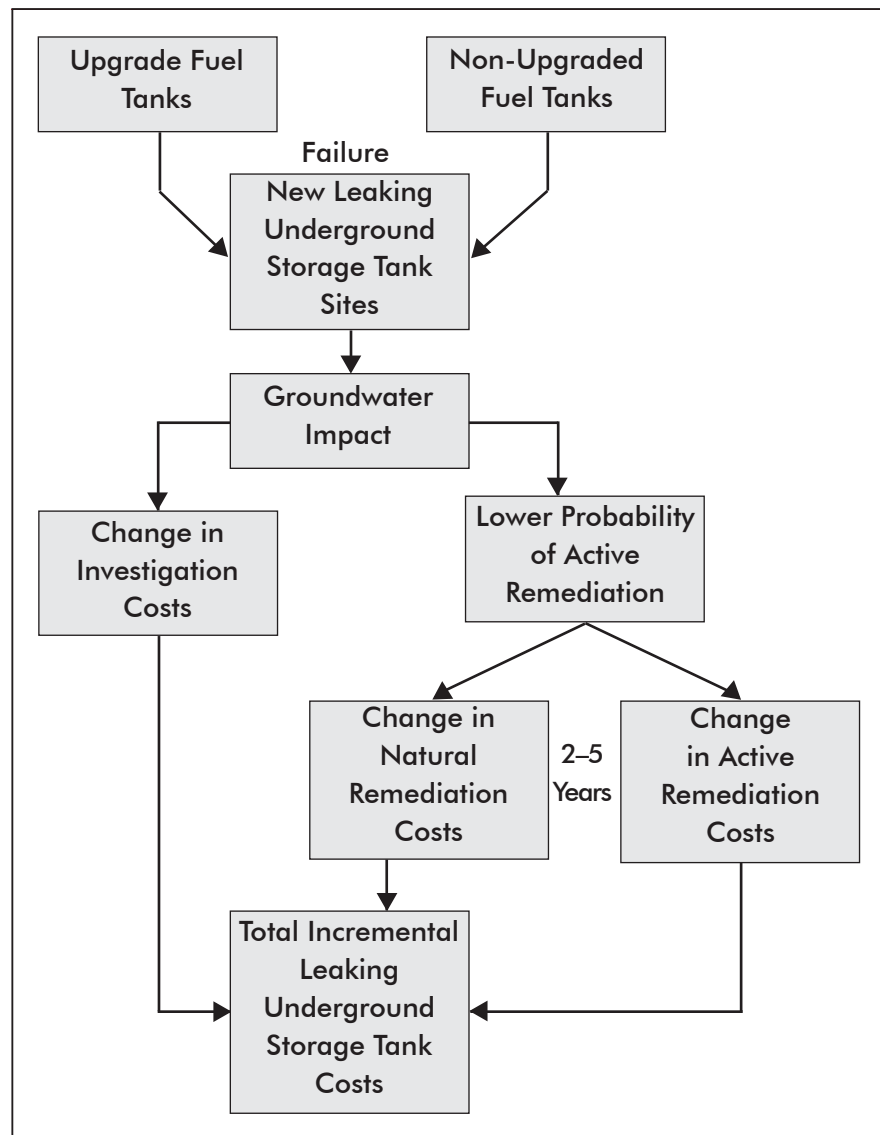 Upgrade Fuel
Tanks
Non-Upgraded
Fuel Tanks
Failure
New Leaking
Underground
Storage Tank
Sites
Groundwater
Impact
Change in
Investigation
Costs
Lower Probability
of Active
Remediation
Change in
Natural
Remediation
Costs
2–5
Years
Change
in Active
Remediation
Costs
Total Incremental
Leaking
Underground
Storage Tank
Costs